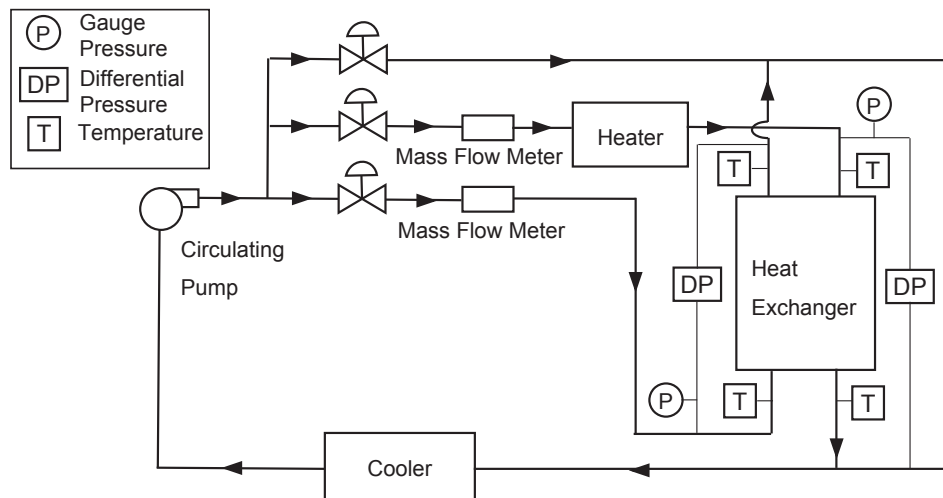 P
Gauge
Pressure
DP
Differential
Pressure
T
Temperature
Mass Flow Meter
Heater
P
T
T
Mass Flow Meter
Circulating
Pump
DP
Heat
Exchanger
DP
P
T
T
Cooler